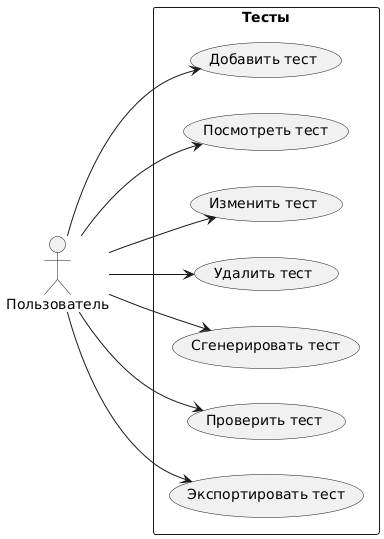 Тесты
Добавить тест
Посмотреть тест
Изменить тест
Удалить тест
Пользователь
Сгенерировать тест
Проверить тест
Экспортировать тест